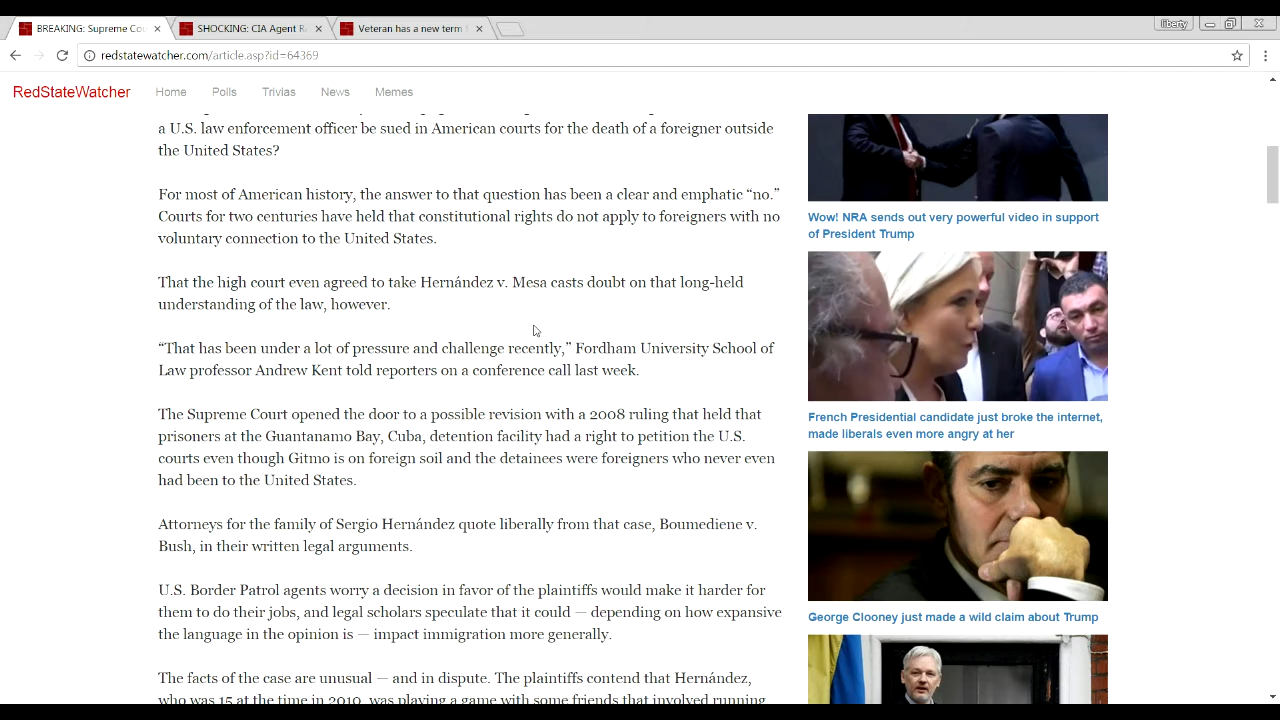 BREAKING: Supreme Cou
SHOCKING: CIA Agent R
Veteran has a new term
liberty
redstatewatcher.com/article.asp?id=64369
RedStateWatcher
Home
Polls
Trivias
News
Memes
a U.S. law enforcement officer be sued in American courts for the death of a foreigner outside
the United States?
For most of American history, the answer to that question has been a clear and emphatic “no.”
Courts for two centuries have held that constitutional rights do not apply to foreigners with no
voluntary connection to the United States.
That the high court even agreed to take Hernández v. Mesa casts doubt on that long-held
understanding of the law, however.
“That has been under a lot of pressure and challenge recently,” Fordham University School of
Law professor Andrew Kent told reporters on a conference call last week.
The Supreme Court opened the door to a possible revision with a 2008 ruling that held that
prisoners at the Guantanamo Bay, Cuba, detention facility had a right to petition the U.S.
courts even though Gitmo is on foreign soil and the detainees were foreigners who never even
had been to the United States.
Attorneys for the family of Sergio Hernández quote liberally from that case, Boumediene v.
Bush, in their written legal arguments.
U.S. Border Patrol agents worry a decision in favor of the plaintiffs would make it harder for
them to do their jobs, and legal scholars speculate that it could — depending on how expansive
the language in the opinion is — impact immigration more generally.
The facts of the case are unusual — and in dispute. The plaintiffs contend that Hernández,
who was 15 at the time in 2010, was playing a game with some friends that involved running
Wow! NRA sends out very powerful video in support
of President Trump
French Presidential candidate just broke the internet,
made liberals even more angry at her
George Clooney just made a wild claim about Trump